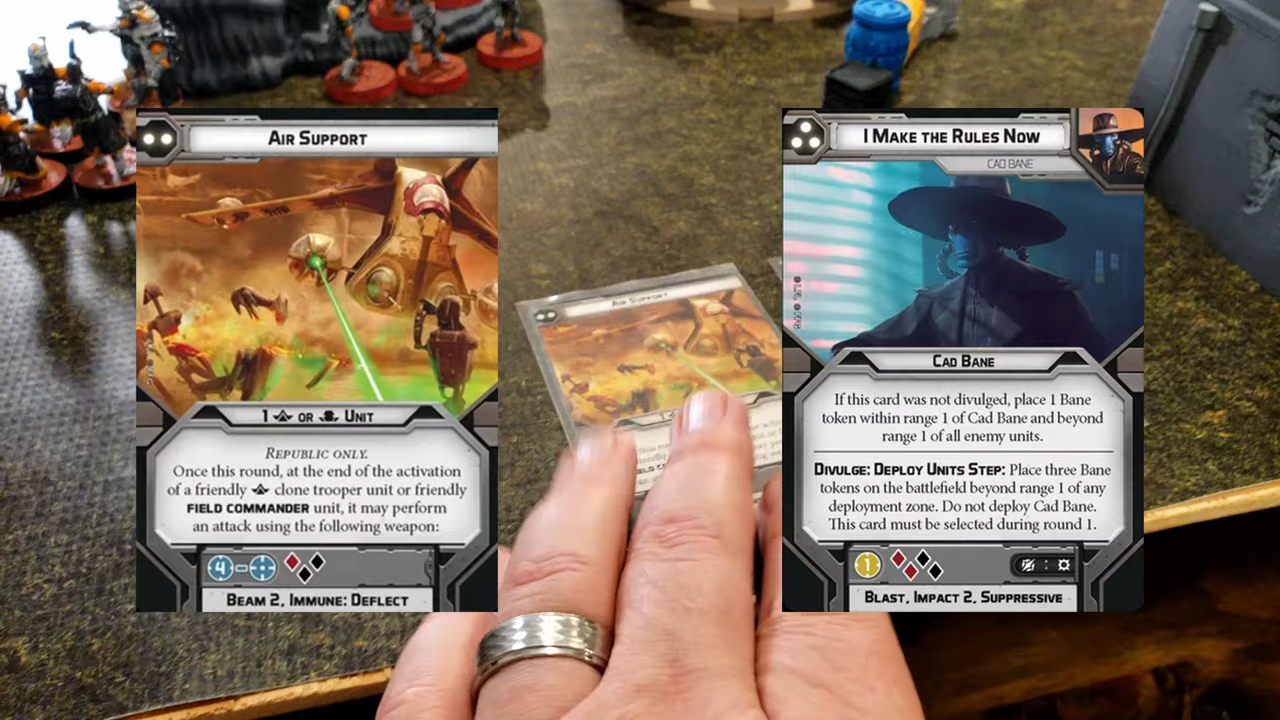 AIR SUPPORT
1 OR UNIT
REPUBLIC ONLY.
Once this round, at the end of the activation
of a friendly clone trooper unit or friendly
FIELD COMMANDER unit, it may perform
an attack using the following weapon:
4 -
BEAM 2, IMMUNE: DEFLECT
AIR SUPPORT
I MAKE THE RULES NOW
CAD BANE
CAD BANE
If this card was not divulged, place 1 Bane
token within range 1 of Cad Bane and beyond
range 1 of all enemy units.
DIVULGE: DEPLOY UNITS STEP: Place three Bane
tokens on the battlefield beyond range 1 of any
deployment zone. Do not deploy Cad Bane.
This card must be selected during round 1.
1
:
BLAST, IMPACT 2, SUPPRESSIVE